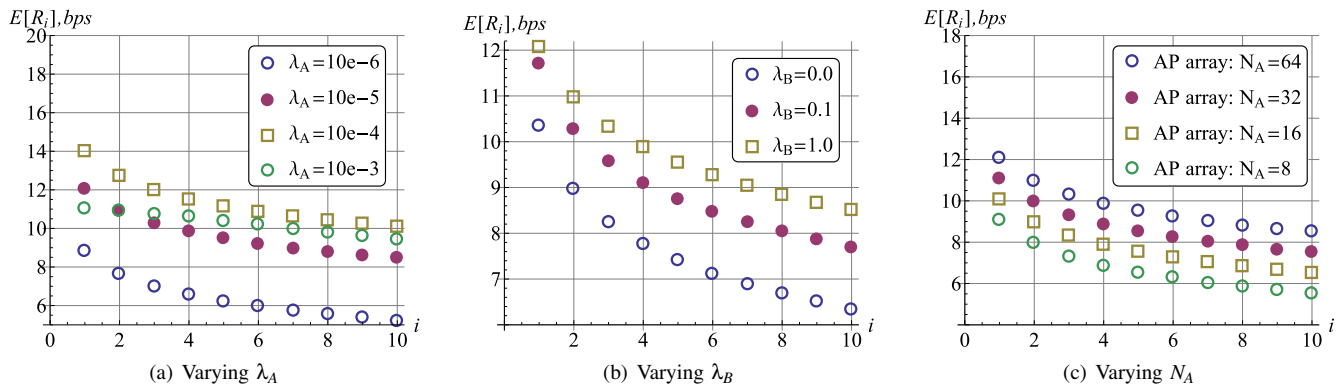 E[R_i], bps
20
18
16
14
12
10
8
6
λ_A=10e−6
λ_A=10e−5
λ_A=10e−4
λ_A=10e−3
2 4 6 8 10
i
(a) Varying λ_A
E[R_i], bps
12
11
10
9
8
7
λ_B=0.0
λ_B=0.1
λ_B=1.0
2 4 6 8 10
i
(b) Varying λ_B
E[R_i], bps
18
16
14
12
10
8
6
4
AP array: N_A=64
AP array: N_A=32
AP array: N_A=16
AP array: N_A=8
2 4 6 8 10
i
(c) Varying N_A